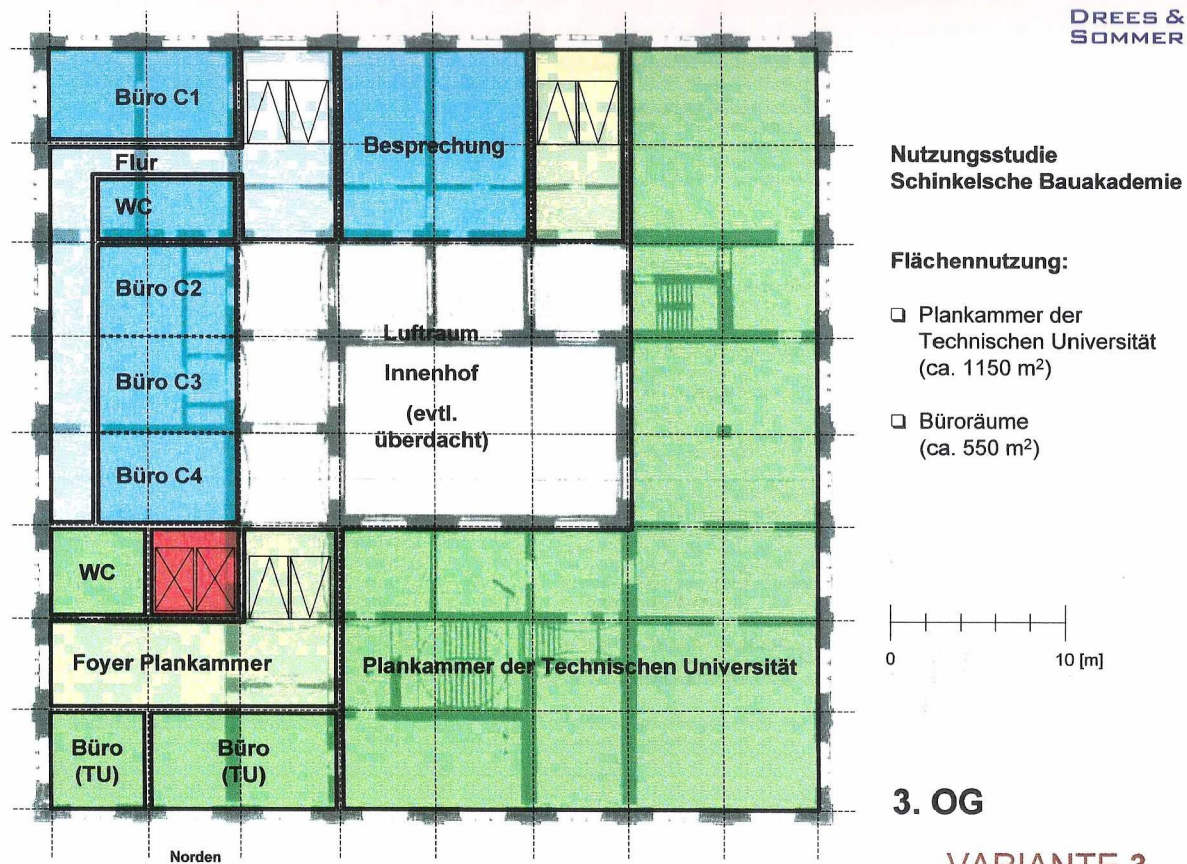 DREES &
SOMMER
Nutzungsstudie
Schinkelsche Bauakademie
Flächennutzung:
❑ Plankammer der
Technischen Universität
(ca. 1150 m²)
❑ Büroräume
(ca. 550 m²)
Büro C1
Flur
WC
Büro C2
Büro C3
Büro C4
Besprechung
Luftraum
Innenhof
(evtl.
überdacht)
WC
Foyer Plankammer
Plankammer der Technischen Universität
Büro
(TU)
Büro
(TU)
0 10 [m]
3. OG
VARIANTE 3
Norden